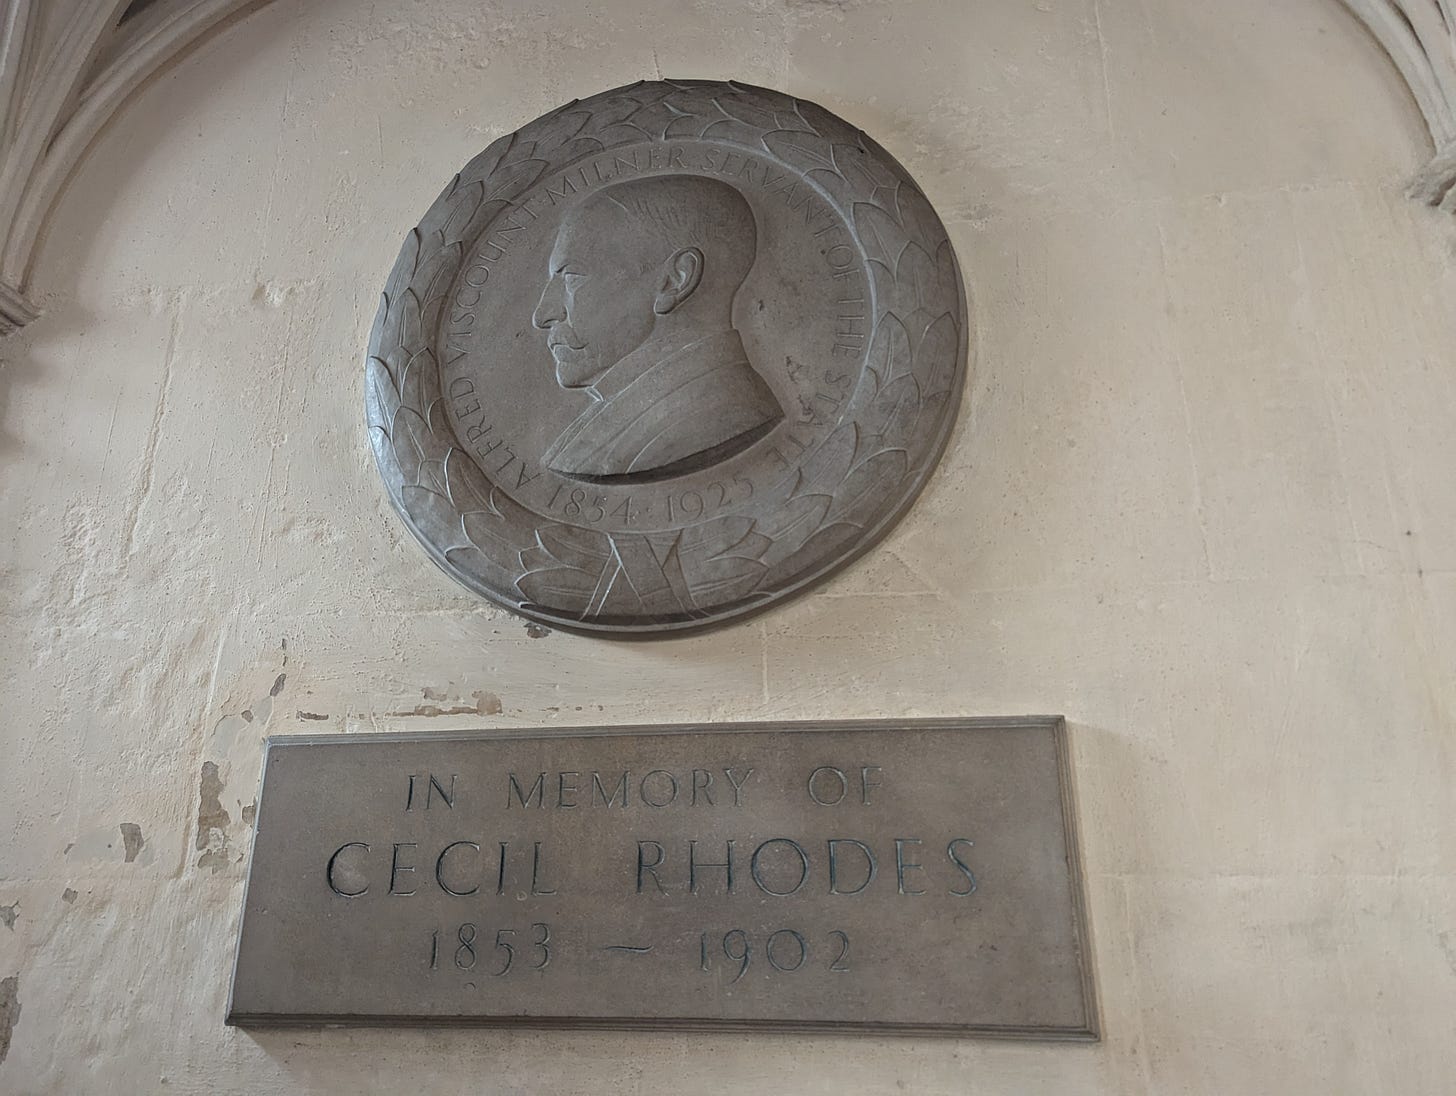 ALFRED VISCOUNT MILNER SERVANT OF THE STATE
1854 · 1925
IN MEMORY OF
CECIL RHODES
1853 ~ 1902